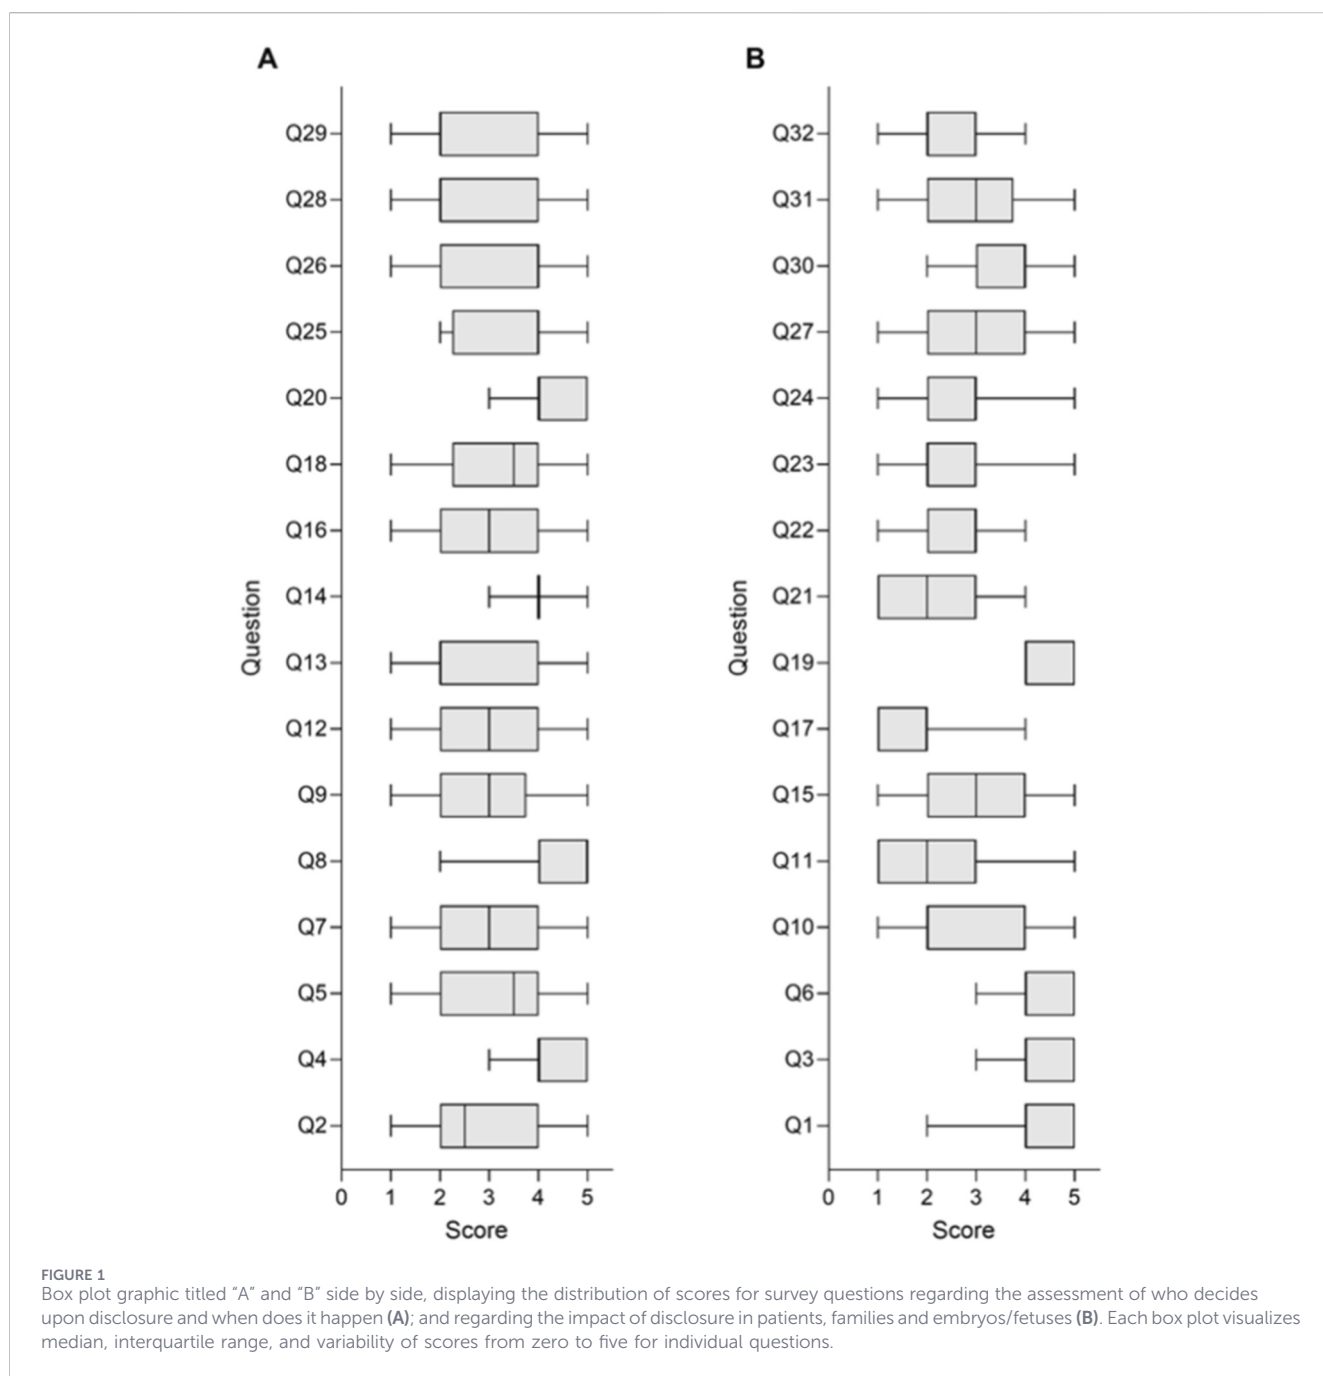 A
Q29
Q28
Q26
Q25
Q20
Q18
Q16
Q14
Q13
Q12
Q9
Q8
Q7
Q5
Q4
Q2
Question
0 1 2 3 4 5
Score
B
Q32
Q31
Q30
Q27
Q24
Q23
Q22
Q21
Q19
Q17
Q15
Q11
Q10
Q6
Q3
Q1
Question
0 1 2 3 4 5
Score
FIGURE 1
Box plot graphic titled “A” and “B” side by side, displaying the distribution of scores for survey questions regarding the assessment of who decides
upon disclosure and when does it happen (A); and regarding the impact of disclosure in patients, families and embryos/fetuses (B). Each box plot visualizes
median, interquartile range, and variability of scores from zero to five for individual questions.